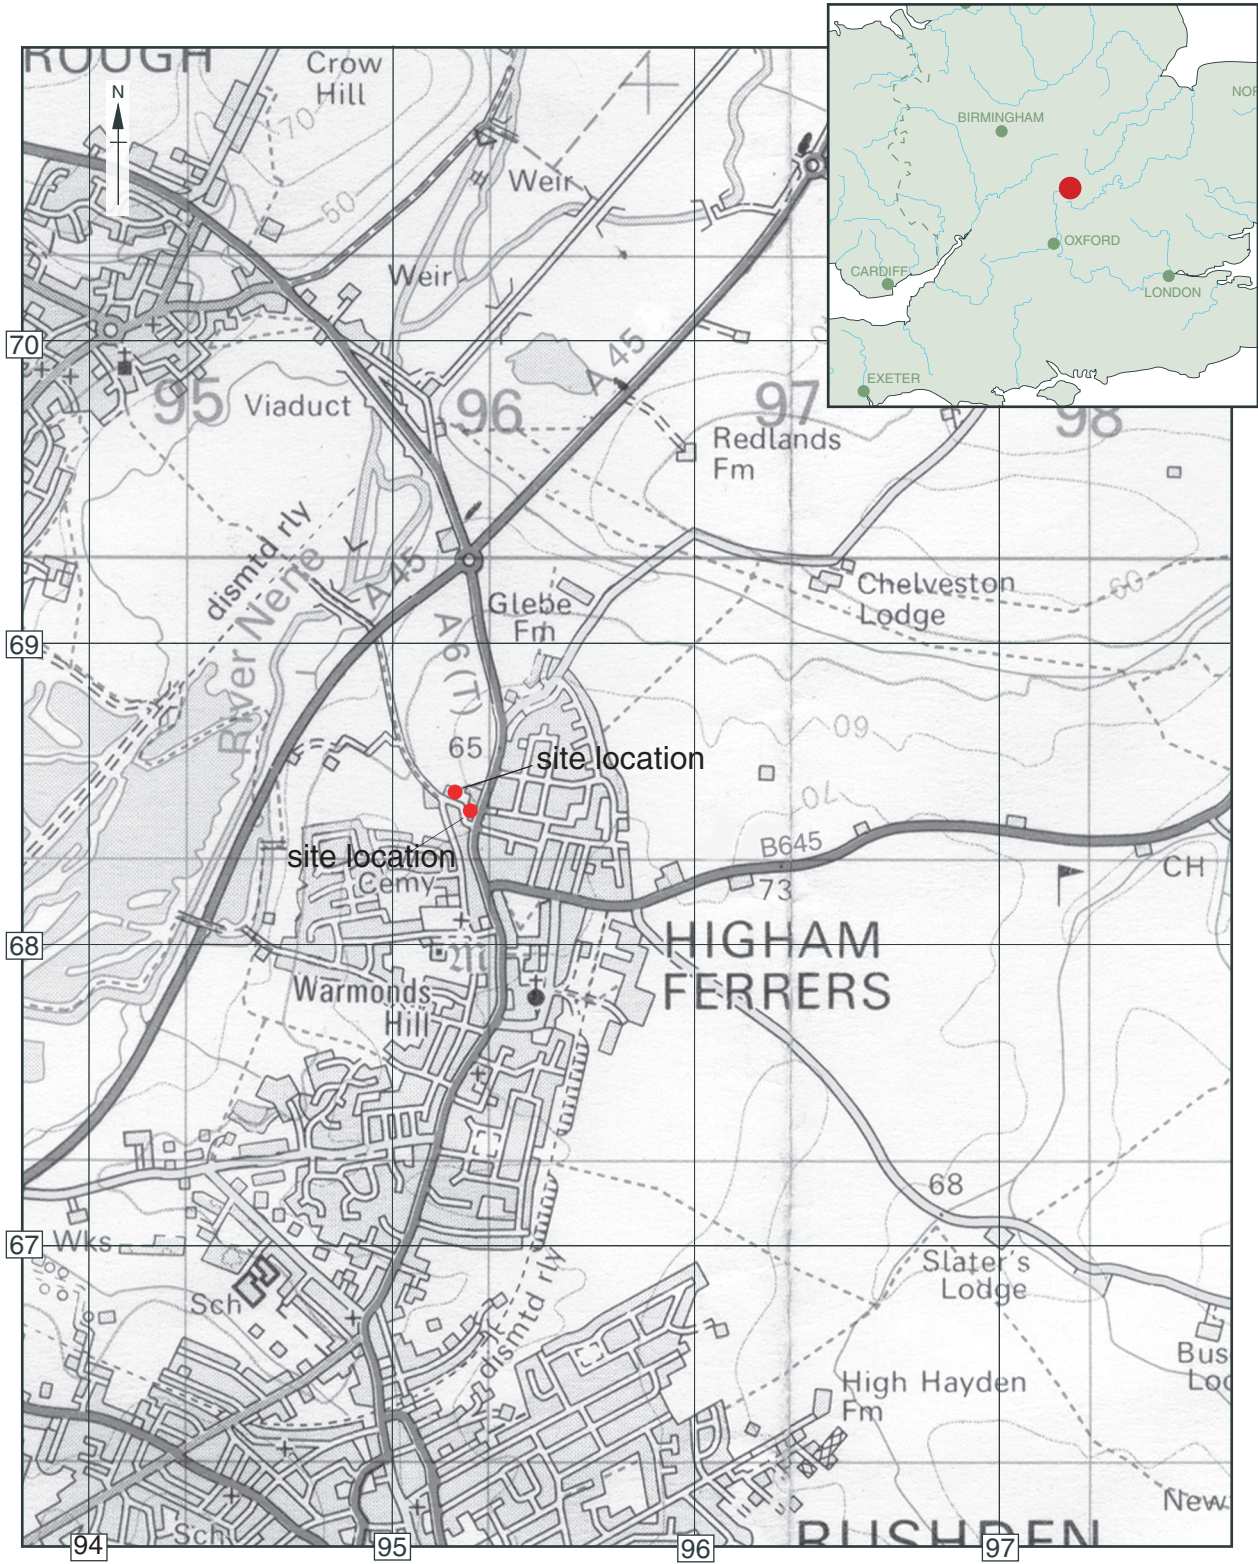 ROUGH
Crow
Hill
N
70
50
Weir
Weir
BIRMINGHAM
NOR
OXFORD
CARDIFF
LONDON
EXETER
70
95
Viaduct
96
A 45
97
98
Redlands
Fm
dismtd rly
River Nene
A 45
Glebe
Fm
Chelveston
Lodge
60
69
A6(T)
65
site location
60
70
site location
Cemy
B645
73
CH
68
HIGHAM
FERRERS
Warmonds
Hill
68
67
Wks
Slater's
Lodge
Sch
dismtd rly
Bus
Loc
High Hayden
Fm
New
Sch
RUSHDEN
94
95
96
97